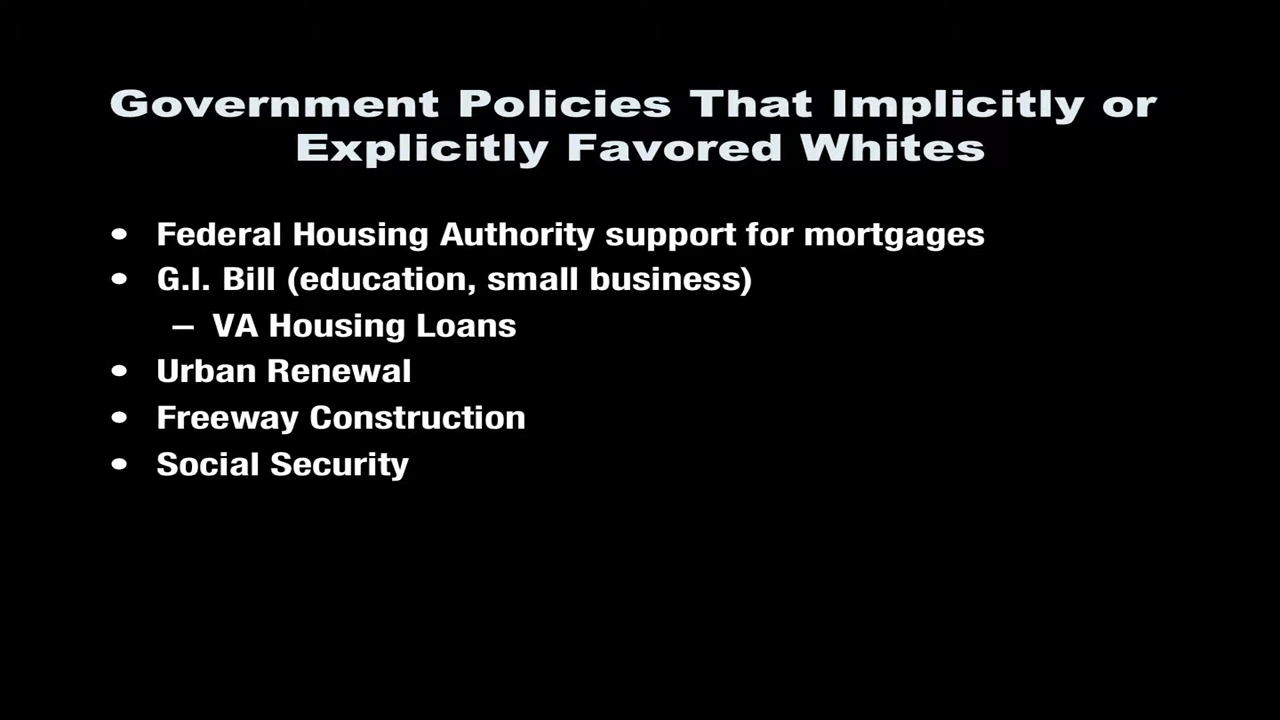 Government Policies That Implicitly or
Explicitly Favored Whites
• Federal Housing Authority support for mortgages
• G.I. Bill (education, small business)
– VA Housing Loans
• Urban Renewal
• Freeway Construction
• Social Security